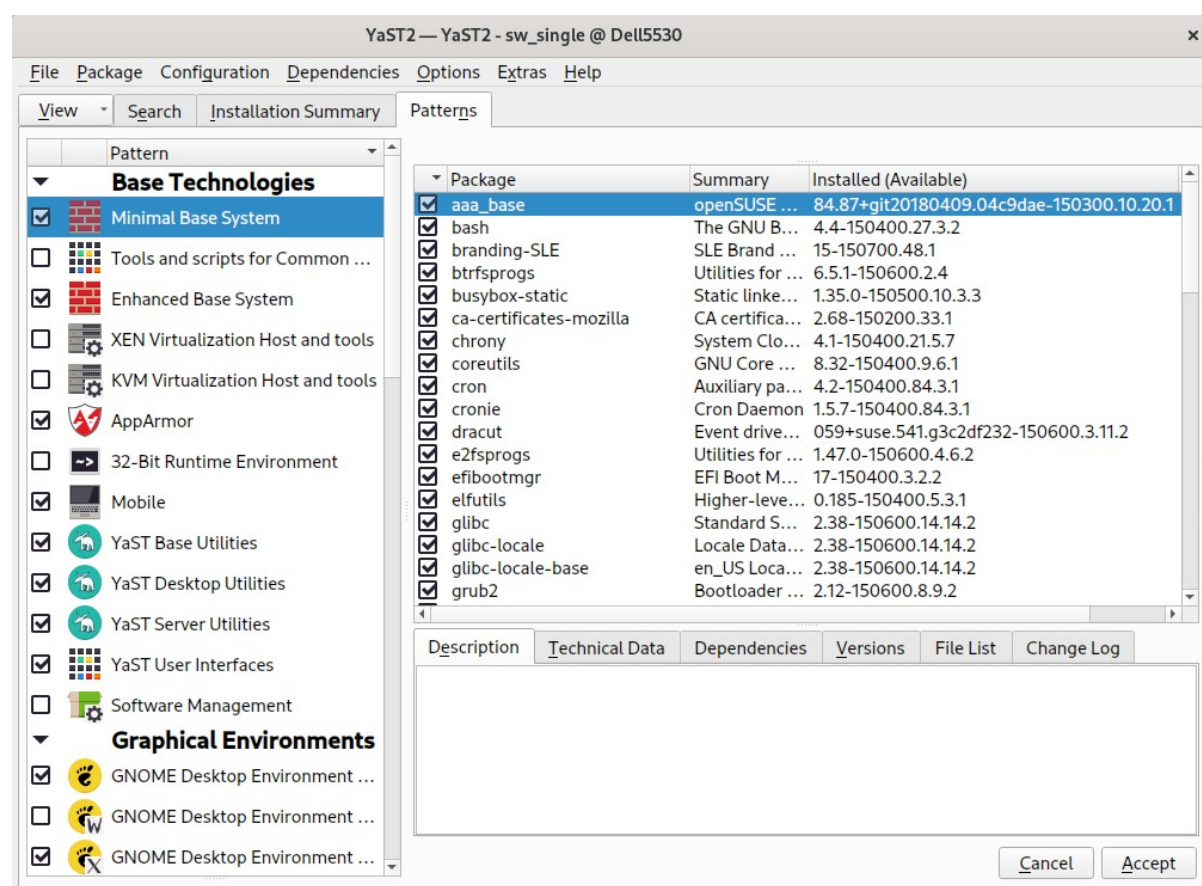 YaST2 — YaST2 - sw_single @ Dell5530 ×
File Package Configuration Dependencies Options Extras Help
View Search Installation Summary Patterns
Pattern
Base Technologies
Minimal Base System
Tools and scripts for Common ...
Enhanced Base System
XEN Virtualization Host and tools
KVM Virtualization Host and tools
AppArmor
32-Bit Runtime Environment
Mobile
YaST Base Utilities
YaST Desktop Utilities
YaST Server Utilities
YaST User Interfaces
Software Management
Graphical Environments
GNOME Desktop Environment ...
GNOME Desktop Environment ...
GNOME Desktop Environment ...
Package Summary Installed (Available)
aaa_base openSUSE ... 84.87+git20180409.04c9dae-150300.10.20.1
bash The GNU B... 4.4-150400.27.3.2
branding-SLE SLE Brand ... 15-150700.48.1
btrfsprogs Utilities for ... 6.5.1-150600.2.4
busybox-static Static linke... 1.35.0-150500.10.3.3
ca-certificates-mozilla CA certifica... 2.68-150200.33.1
chrony System Clo... 4.1-150400.21.5.7
coreutils GNU Core ... 8.32-150400.9.6.1
cron Auxiliary pa... 4.2-150400.84.3.1
cronie Cron Daemon 1.5.7-150400.84.3.1
dracut Event drive... 059+suse.541.g3c2df232-150600.3.11.2
e2fsprogs Utilities for ... 1.47.0-150600.4.6.2
efibootmgr EFI Boot M... 17-150400.3.2.2
elfutils Higher-leve... 0.185-150400.5.3.1
glibc Standard S... 2.38-150600.14.14.2
glibc-locale Locale Data... 2.38-150600.14.14.2
glibc-locale-base en_US Loca... 2.38-150600.14.14.2
grub2 Bootloader ... 2.12-150600.8.9.2
Description Technical Data Dependencies Versions File List Change Log
Cancel Accept